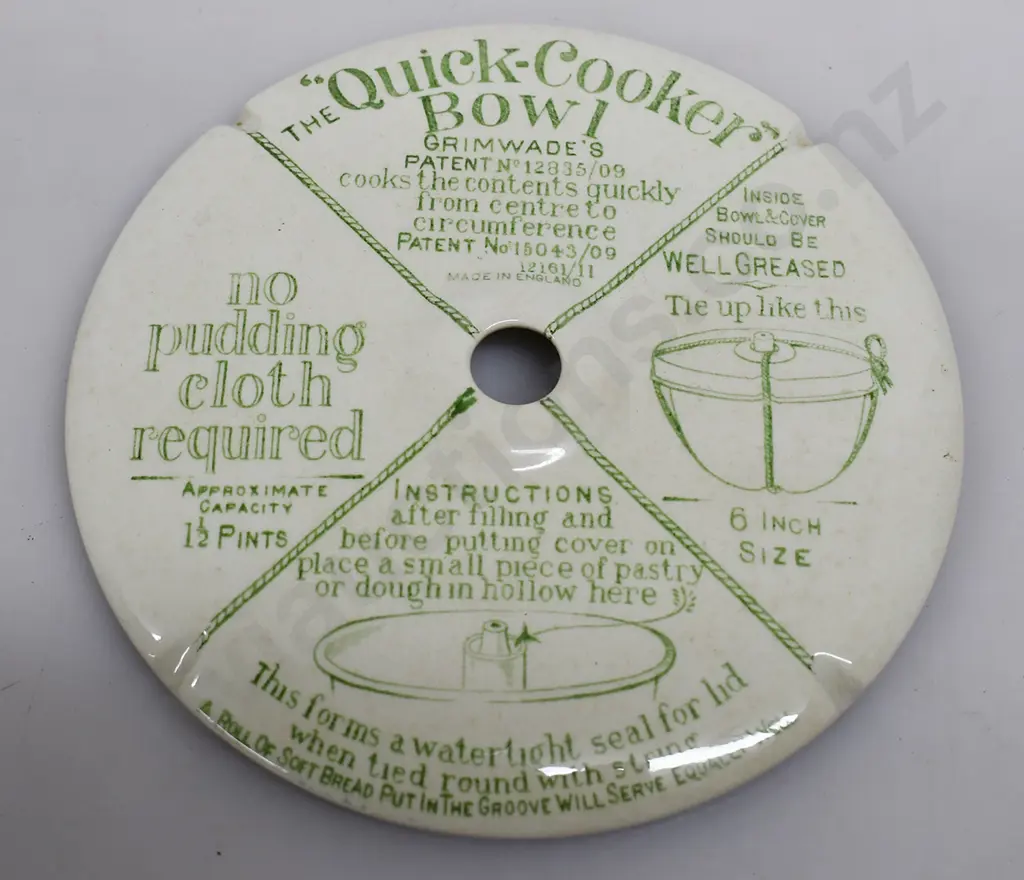 THE "Quick-Cooker"
BOWl
GRIMWADE'S
PATENT No 12835/09
cooks the contents quickly
from centre to
circumference
PATENT No 15043/09
12161/11
MADE IN ENGLAND
INSIDE
BOWL & COVER
SHOULD BE
WELL GREASED
Tie up like this
6 INCH
SIZE
no
pudding
cloth
required
APPROXIMATE
CAPACITY
1½ PINTS
INSTRUCTIONS
after filling and
before putting cover on
place a small piece of pastry
or dough in hollow here
This forms a watertight seal for lid
when tied round with string
A ROLL OF SOFT BREAD PUT IN THE GROOVE WILL SERVE EQUALLY WELL